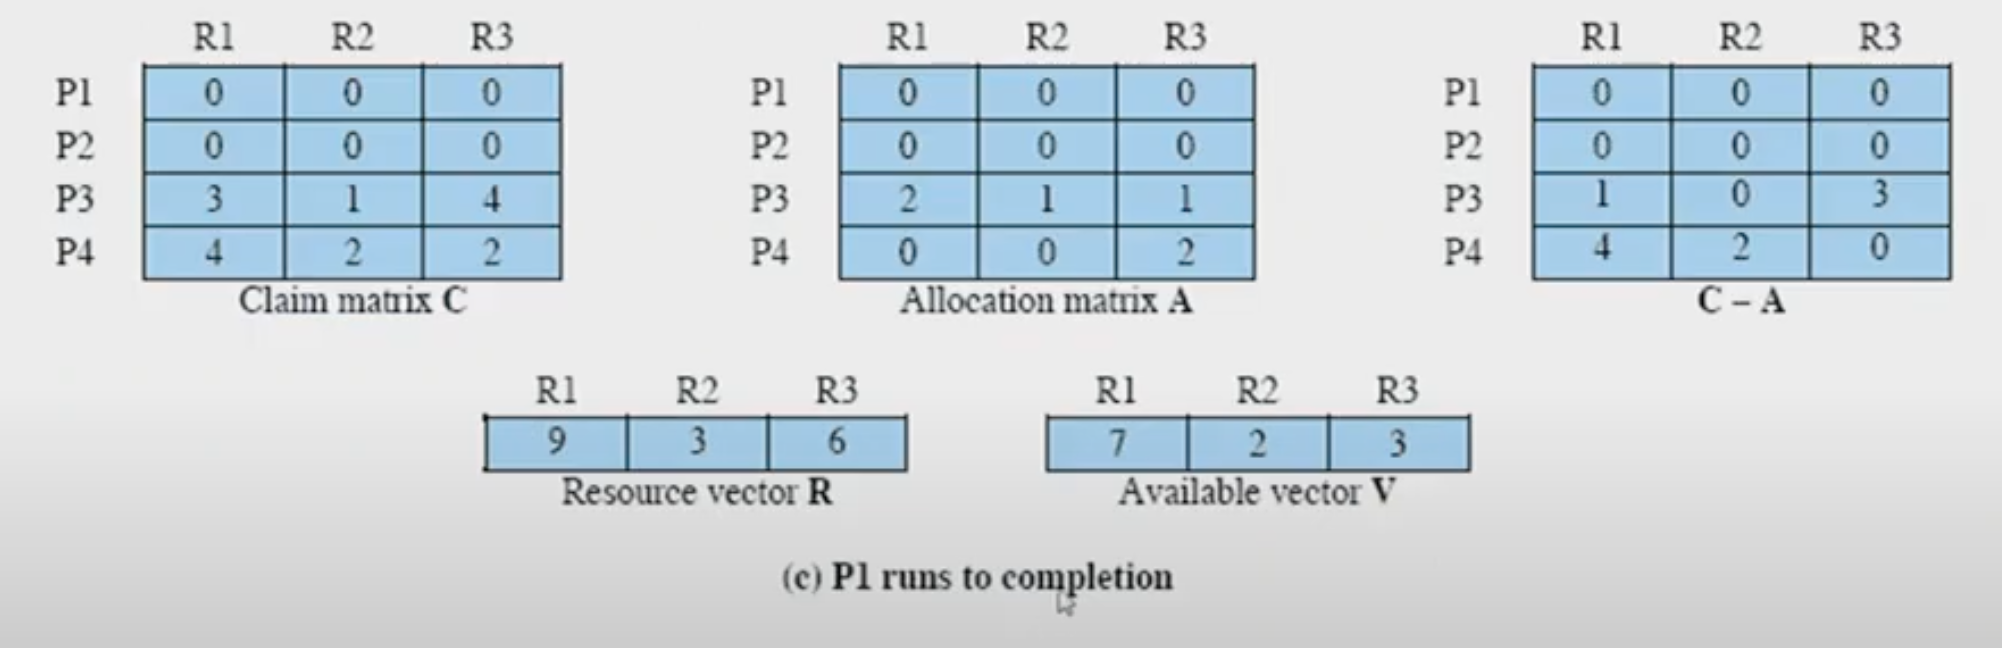 R1 R2 R3 R1 R2 R3 R1 R2 R3
P1 0 0 0 P1 0 0 0 P1 0 0 0
P2 0 0 0 P2 0 0 0 P2 0 0 0
P3 3 1 4 P3 2 1 1 P3 1 0 3
P4 4 2 2 P4 0 0 2 P4 4 2 0
Claim matrix C Allocation matrix A C – A
R1 R2 R3 R1 R2 R3
9 3 6 7 2 3
Resource vector R Available vector V
(c) P1 runs to completion